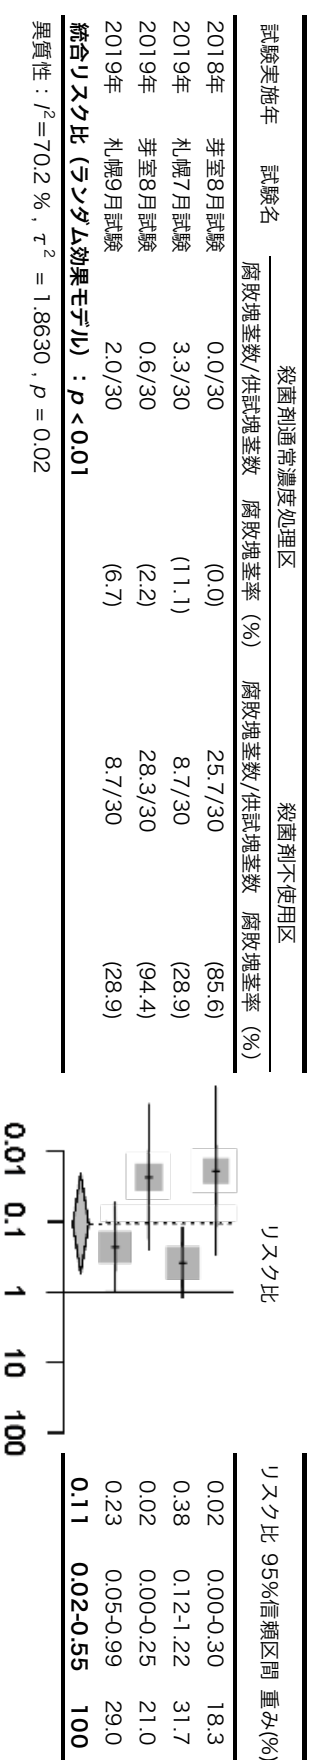 殺菌剤通常濃度処理区 殺菌剤不使用区
試験実施年 試験名 腐敗塊茎数/供試塊茎数 腐敗塊茎率 (%) 腐敗塊茎数/供試塊茎数 腐敗塊茎率 (%) リスク比 リスク比 95%信頼区間 重み(%)
2018年 芽室8月試験 0.0/30 (0.0) 25.7/30 (85.6) 0.02 0.00-0.30 18.3
2019年 札幌7月試験 3.3/30 (11.1) 8.7/30 (28.9) 0.38 0.12-1.22 31.7
2019年 芽室8月試験 0.6/30 (2.2) 28.3/30 (94.4) 0.02 0.00-0.25 21.0
2019年 札幌9月試験 2.0/30 (6.7) 8.7/30 (28.9) 0.23 0.05-0.99 29.0
統合リスク比（ランダム効果モデル）：p <0.01 0.11 0.02-0.55 100
異質性：I²=70.2 % , τ² = 1.8630 , p = 0.02
0.01 0.1 1 10 100